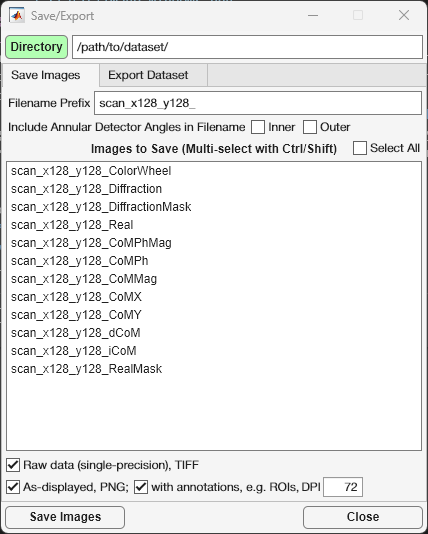 Save/Export
Directory /path/to/dataset/
Save Images Export Dataset
Filename Prefix scan_x128_y128_
Include Annular Detector Angles in Filename Inner Outer
Images to Save (Multi-select with Ctrl/Shift) Select All
scan_x128_y128_ColorWheel
scan_x128_y128_Diffraction
scan_x128_y128_DiffractionMask
scan_x128_y128_Real
scan_x128_y128_CoMPhMag
scan_x128_y128_CoMPh
scan_x128_y128_CoMMag
scan_x128_y128_CoMX
scan_x128_y128_CoMY
scan_x128_y128_dCoM
scan_x128_y128_iCoM
scan_x128_y128_RealMask
Raw data (single-precision), TIFF
As-displayed, PNG; with annotations, e.g. ROIs, DPI 72
Save Images Close